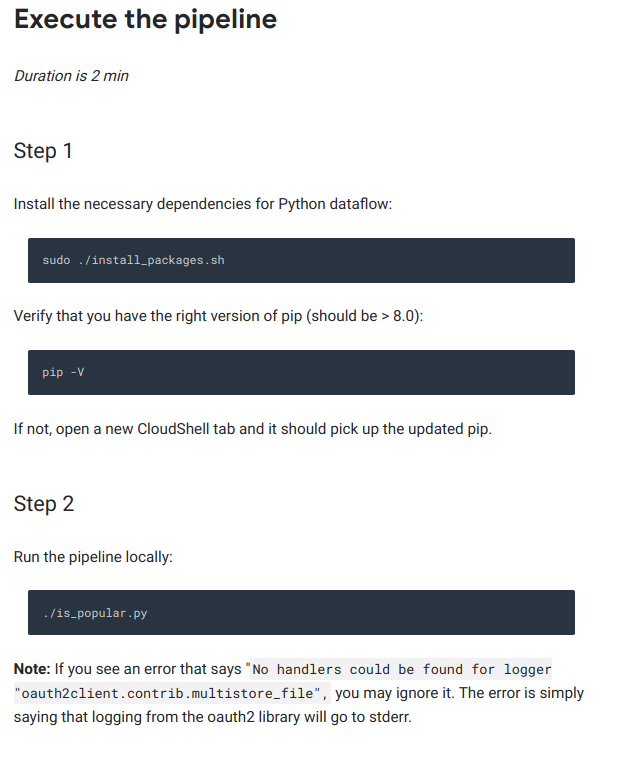 Execute the pipeline
Duration is 2 min
Step 1
Install the necessary dependencies for Python dataflow:
sudo ./install_packages.sh
Verify that you have the right version of pip (should be > 8.0):
pip -V
If not, open a new CloudShell tab and it should pick up the updated pip.
Step 2
Run the pipeline locally:
./is_popular.py
Note: If you see an error that says "No handlers could be found for logger
"oauth2client.contrib.multistore_file", you may ignore it. The error is simply
saying that logging from the oauth2 library will go to stderr.